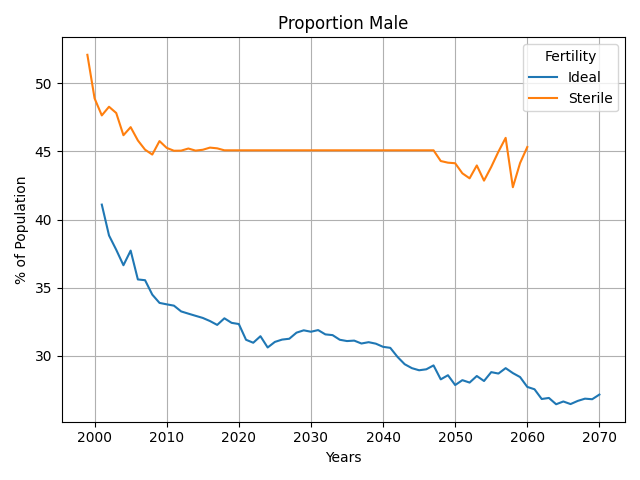 Proportion Male
Fertility
Ideal
Sterile
% of Population
50
45
40
35
30
2000 2010 2020 2030 2040 2050 2060 2070
Years